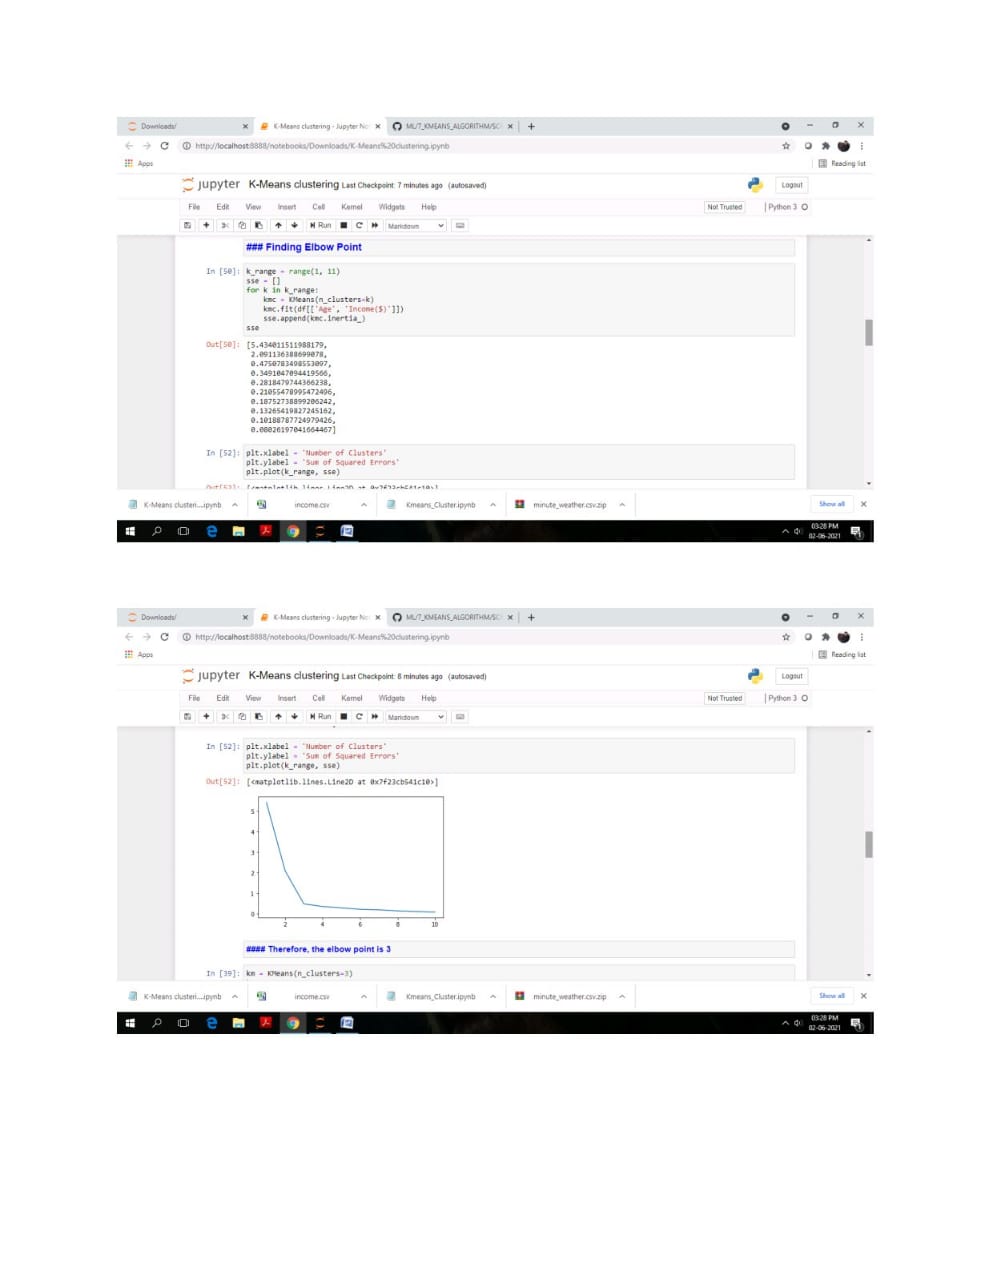 Downloads/
K-Means clustering - Jupyter No
ML/7_KMEANS_ALGORITHM/SC
http://localhost:8888/notebooks/Downloads/K-Means%20clustering.ipynb
Apps
Reading list
jupyter K-Means clustering Last Checkpoint: 7 minutes ago (autosaved)
Logout
File Edit View Insert Cell Kernel Widgets Help
Not Trusted
Python 3
Run
Markdown
### Finding Elbow Point
In [50]: k_range = range(1, 11)
sse = []
for k in k_range:
kmc = KMeans(n_clusters=k)
kmc.fit(df[['Age', 'Income($)']])
sse.append(kmc.inertia_)
sse
Out[50]: [5.434011511988179,
2.091136388699078,
0.4750783498553097,
0.3491047094419566,
0.2818479744366238,
0.21055478995472496,
0.18752738899206242,
0.13265419827245162,
0.10188787724979426,
0.08026197041664467]
In [52]: plt.xlabel = 'Number of Clusters'
plt.ylabel = 'Sum of Squared Errors'
plt.plot(k_range, sse)
Out[52]: [<matplotlib.lines.Line2D at 0x7f23cb541c10>]
K-Means clusteri....ipynb
income.csv
Kmeans_Cluster.ipynb
minute_weather.csv.zip
Show all
03:28 PM
02-06-2021
Downloads/
K-Means clustering - Jupyter No
ML/7_KMEANS_ALGORITHM/SC
http://localhost:8888/notebooks/Downloads/K-Means%20clustering.ipynb
Apps
Reading list
jupyter K-Means clustering Last Checkpoint: 8 minutes ago (autosaved)
Logout
File Edit View Insert Cell Kernel Widgets Help
Not Trusted
Python 3
Run
Markdown
In [52]: plt.xlabel = 'Number of Clusters'
plt.ylabel = 'Sum of Squared Errors'
plt.plot(k_range, sse)
Out[52]: [<matplotlib.lines.Line2D at 0x7f23cb541c10>]
5
4
3
2
1
0
2 4 6 8 10
#### Therefore, the elbow point is 3
In [39]: km = KMeans(n_clusters=3)
K-Means clusteri....ipynb
income.csv
Kmeans_Cluster.ipynb
minute_weather.csv.zip
Show all
03:28 PM
02-06-2021